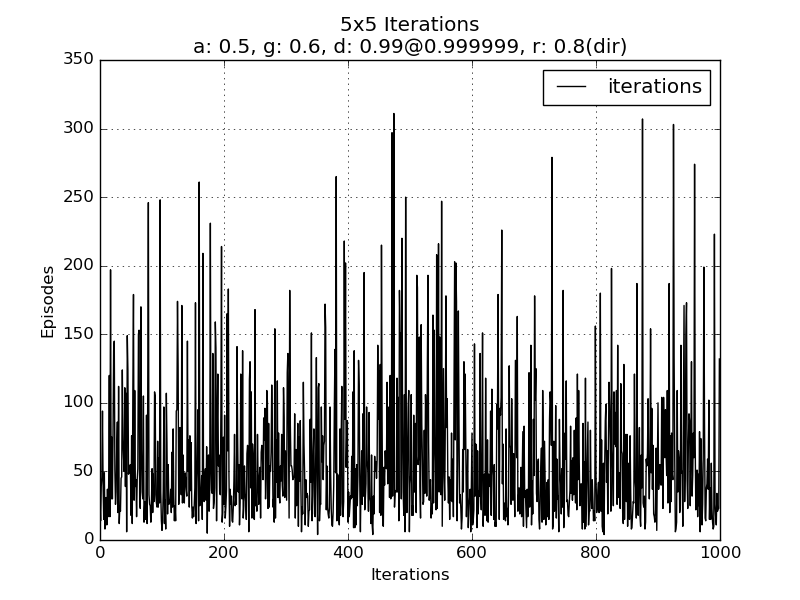 5x5 Iterations
a: 0.5, g: 0.6, d: 0.99@0.999999, r: 0.8(dir)
350
iterations
300
250
200
Episodes
150
100
50
0
0 200 400 600 800 1000
Iterations